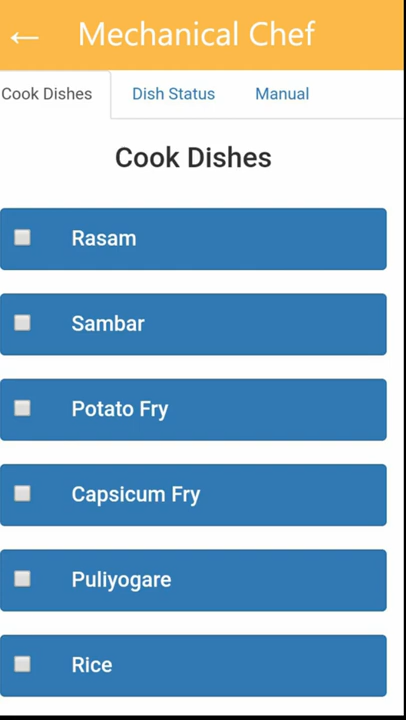 ← Mechanical Chef
Cook Dishes Dish Status Manual
Cook Dishes
Rasam
Sambar
Potato Fry
Capsicum Fry
Puliyogare
Rice